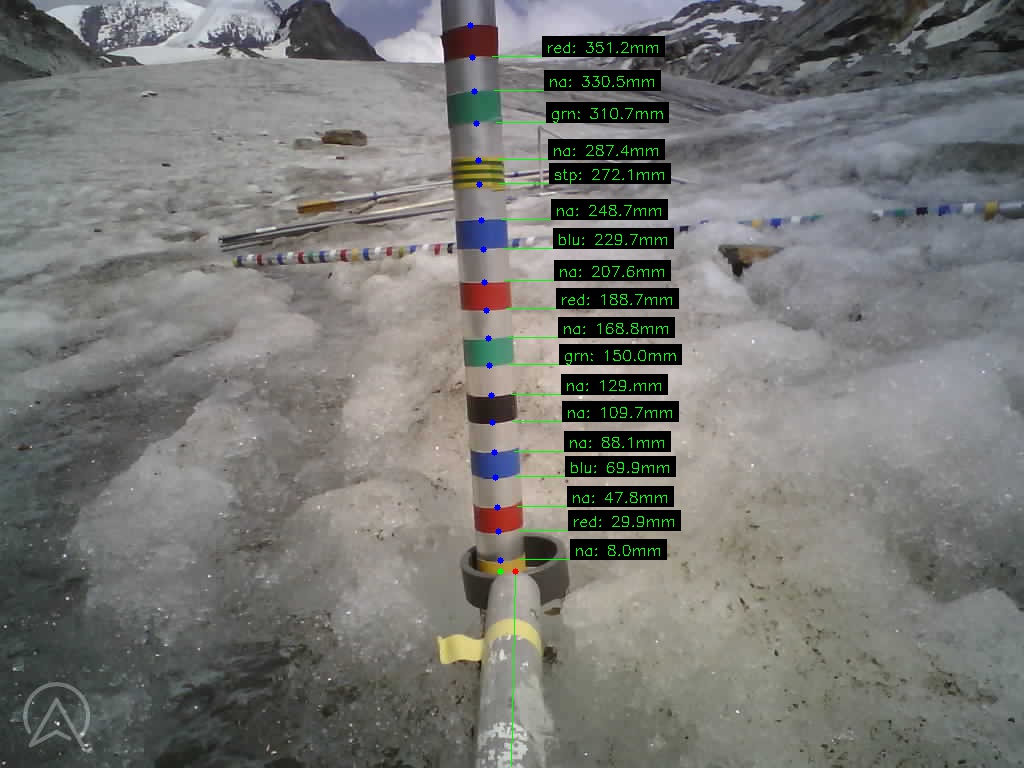 red: 351.2mm
na: 330.5mm
grn: 310.7mm
na: 287.4mm
stp: 272.1mm
na: 248.7mm
blu: 229.7mm
na: 207.6mm
red: 188.7mm
na: 168.8mm
grn: 150.0mm
na: 129.mm
na: 109.7mm
na: 88.1mm
blu: 69.9mm
na: 47.8mm
red: 29.9mm
na: 8.0mm